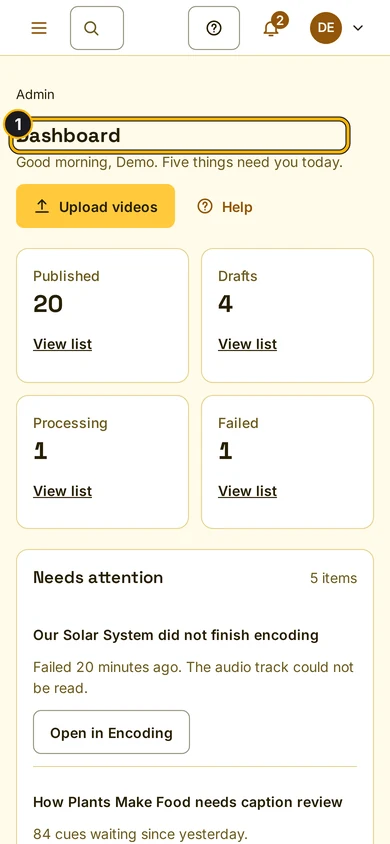 2
DE
Admin
1
Dashboard
Good morning, Demo. Five things need you today.
Upload videos
Help
Published
20
View list
Drafts
4
View list
Processing
1
View list
Failed
1
View list
Needs attention
5 items
Our Solar System did not finish encoding
Failed 20 minutes ago. The audio track could not
be read.
Open in Encoding
How Plants Make Food needs caption review
84 cues waiting since yesterday.